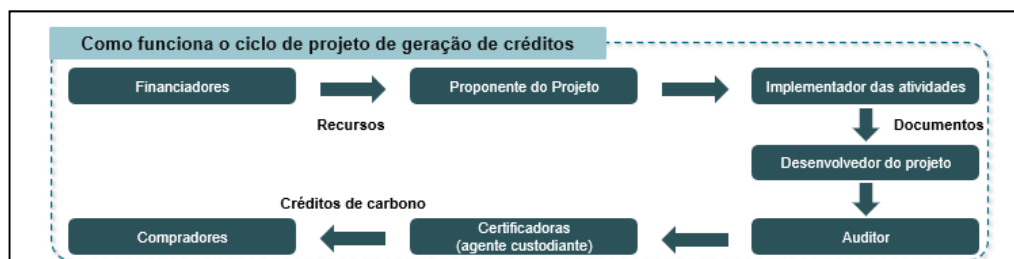 Como funciona o ciclo de projeto de geração de créditos
Financiadores
Proponente do Projeto
Implementador das atividades
Recursos
Documentos
Desenvolvedor do projeto
Créditos de carbono
Compradores
Certificadoras
(agente custodiante)
Auditor